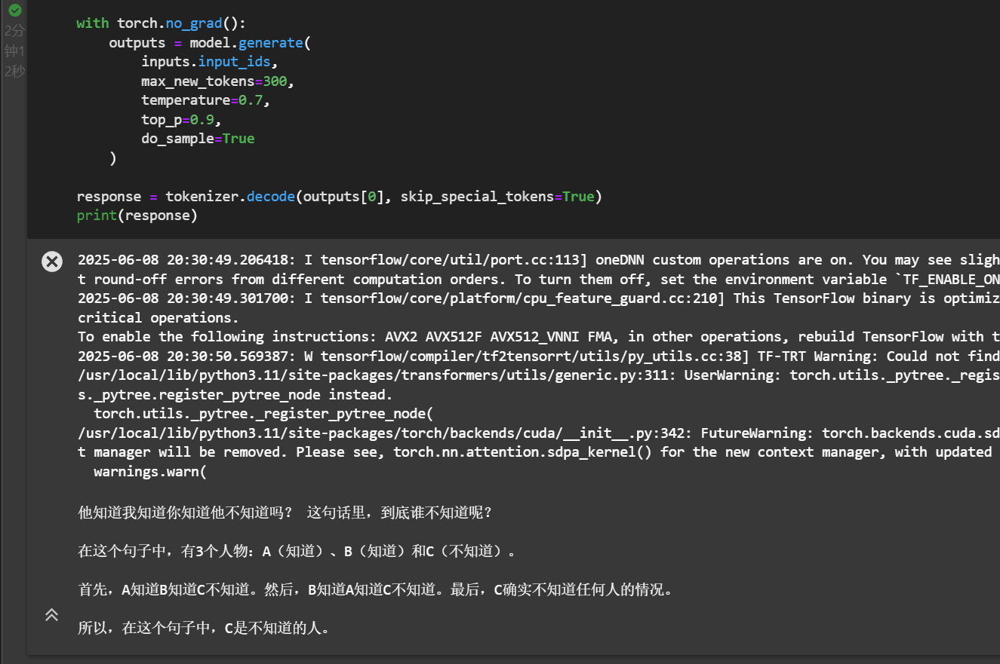 2分
钟1
2秒
with torch.no_grad():
outputs = model.generate(
inputs.input_ids,
max_new_tokens=300,
temperature=0.7,
top_p=0.9,
do_sample=True
)
response = tokenizer.decode(outputs[0], skip_special_tokens=True)
print(response)
2025-06-08 20:30:49.206418: I tensorflow/core/util/port.cc:113] oneDNN custom operations are on. You may see sligh
t round-off errors from different computation orders. To turn them off, set the environment variable `TF_ENABLE_ON
2025-06-08 20:30:49.301700: I tensorflow/core/platform/cpu_feature_guard.cc:210] This TensorFlow binary is optimiz
critical operations.
To enable the following instructions: AVX2 AVX512F AVX512_VNNI FMA, in other operations, rebuild TensorFlow with t
2025-06-08 20:30:50.569387: W tensorflow/compiler/tf2tensorrt/utils/py_utils.cc:38] TF-TRT Warning: Could not find
/usr/local/lib/python3.11/site-packages/transformers/utils/generic.py:311: UserWarning: torch.utils._pytree._regis
s._pytree.register_pytree_node instead.
torch.utils._pytree._register_pytree_node(
/usr/local/lib/python3.11/site-packages/torch/backends/cuda/__init__.py:342: FutureWarning: torch.backends.cuda.sd
t manager will be removed. Please see, torch.nn.attention.sdpa_kernel() for the new context manager, with updated
warnings.warn(
他知道我知道你知道他不知道吗？ 这句话里，到底谁不知道呢？
在这个句子中，有3个人物：A（知道）、B（知道）和C（不知道）。
首先，A知道B知道C不知道。然后，B知道A知道C不知道。最后，C确实不知道任何人的情况。
所以，在这个句子中，C是不知道的人。